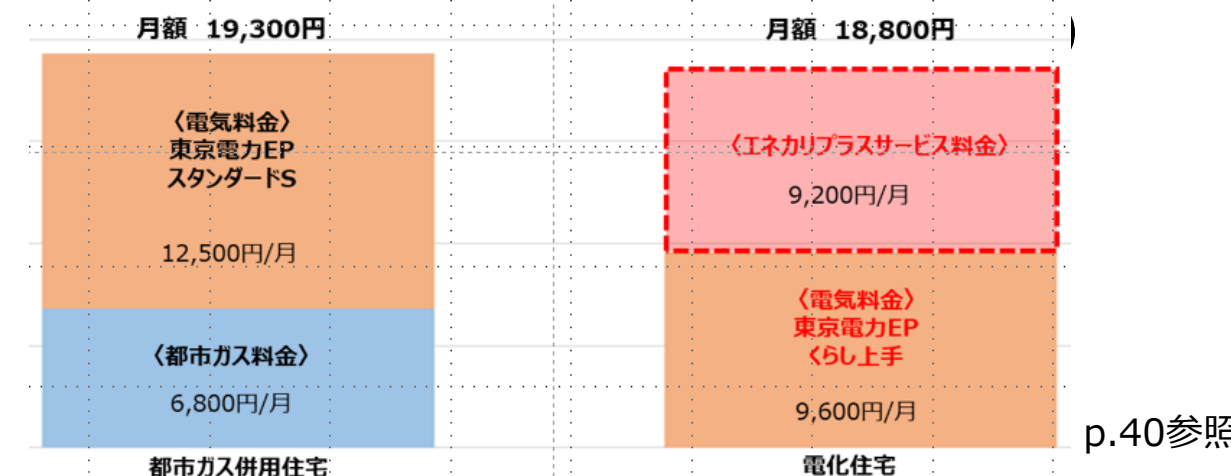 月額 19,300円
〈電気料金〉
東京電力EP
スタンダードS
12,500円/月
〈都市ガス料金〉
6,800円/月
都市ガス併用住宅
月額 18,800円
)
〈エネカリプラスサービス料金〉
9,200円/月
〈電気料金〉
東京電力EP
くらし上手
9,600円/月
電化住宅
p.40参照